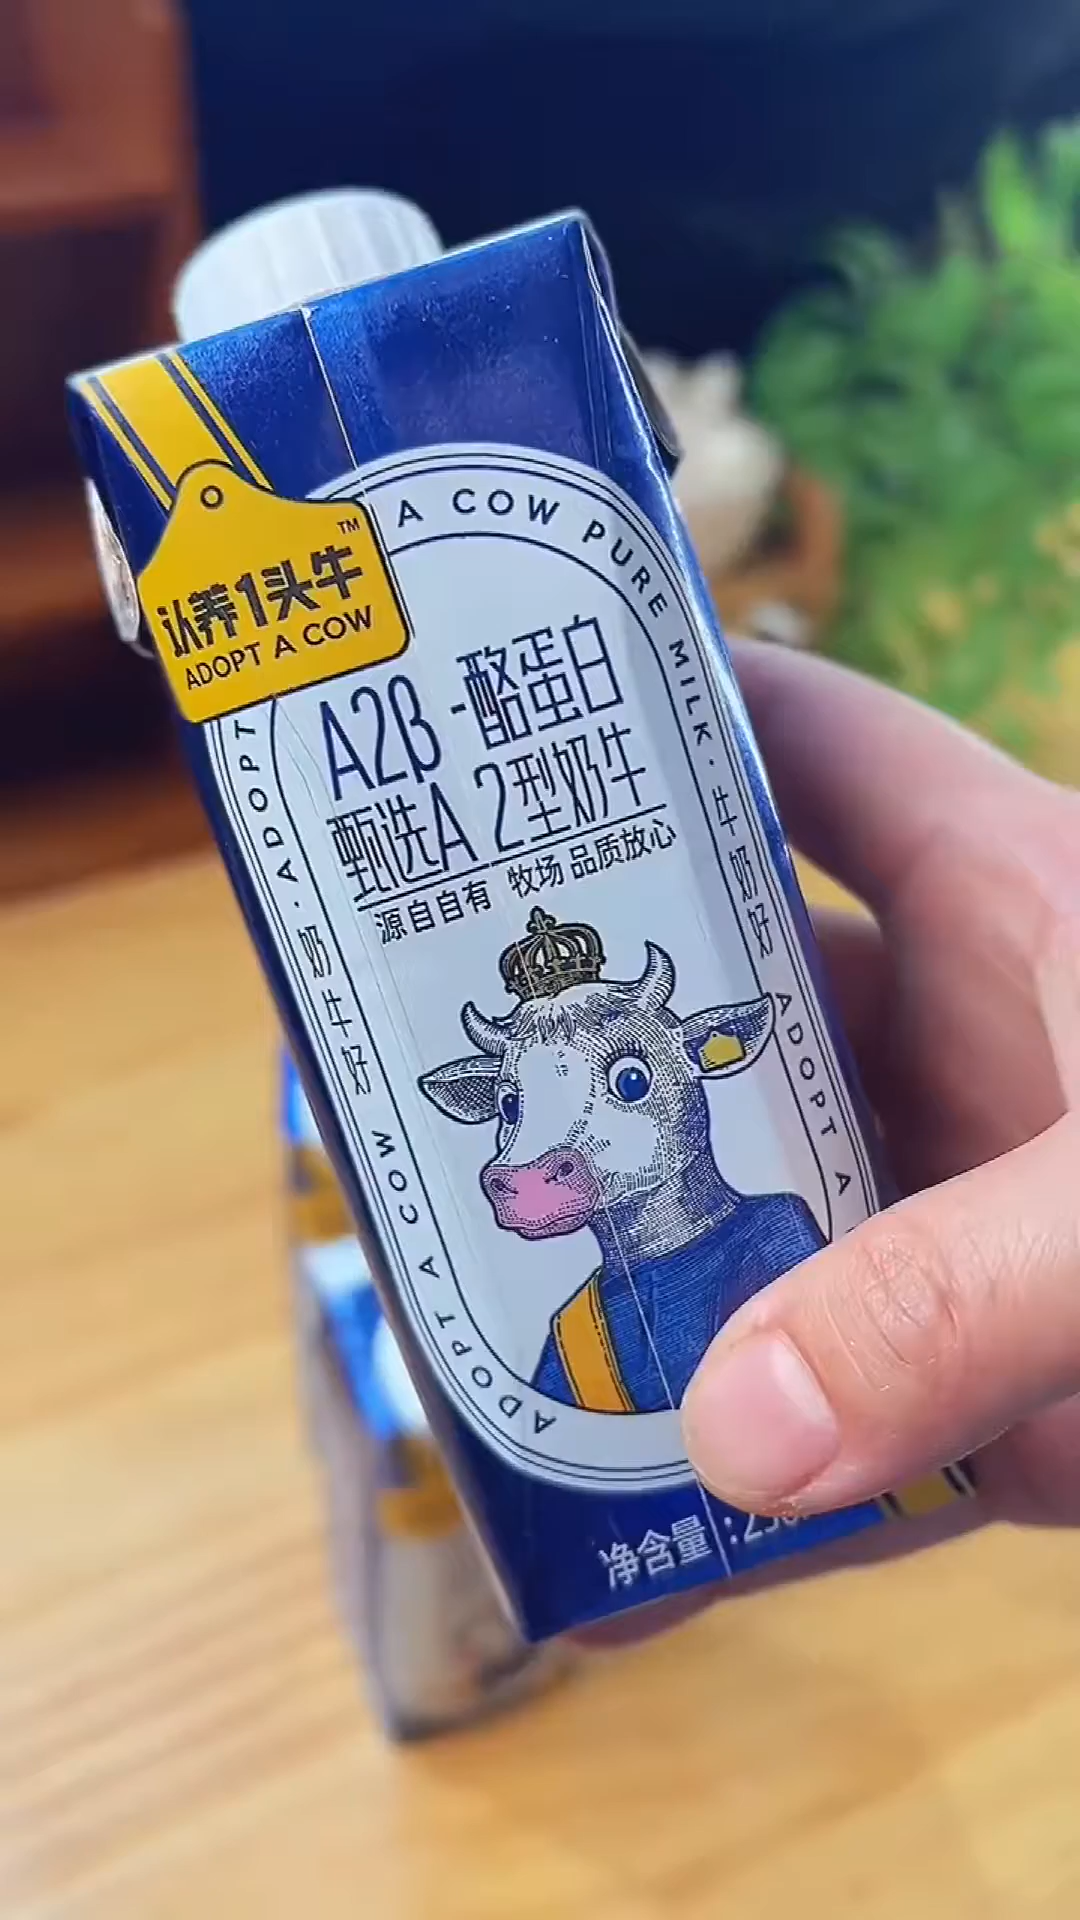 认养1头牛
TM
ADOPT A COW
A COW PURE MILK · 牛奶好 ADOPT A
ADOPT A COW 奶牛好 · ADOPT
A2β-酪蛋白
甄选A2型奶牛
源自自有 牧场 品质放心
净含量: